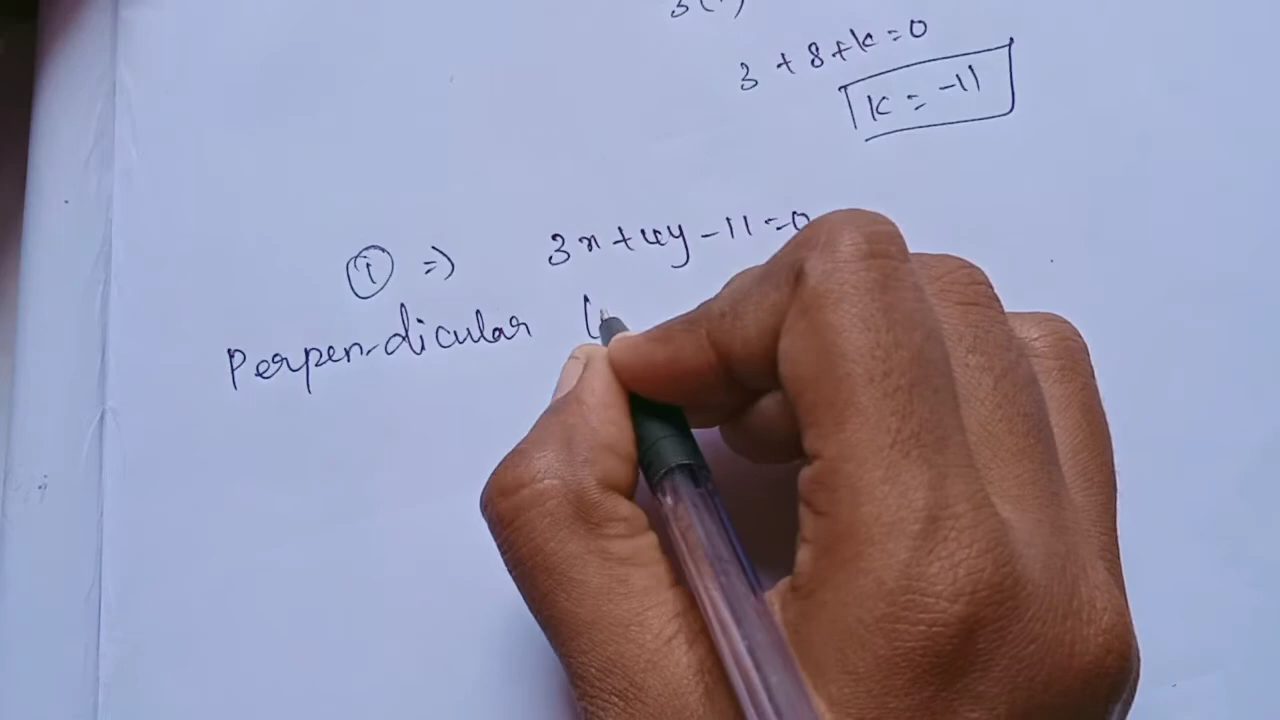 3 + 8 + k = 0
k = -11
① => 3x + 4y - 11 = 0
Perpendicular